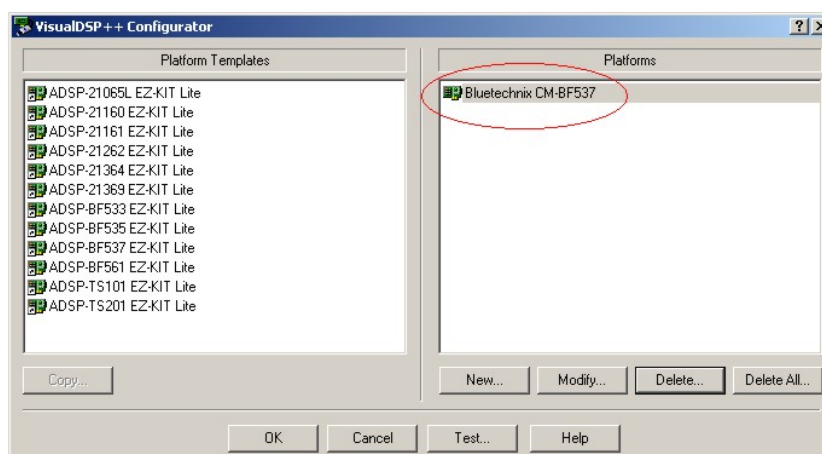 VisualDSP++ Configurator
Platform Templates
ADSP-21065L EZ-KIT Lite
ADSP-21160 EZ-KIT Lite
ADSP-21161 EZ-KIT Lite
ADSP-21262 EZ-KIT Lite
ADSP-21364 EZ-KIT Lite
ADSP-21369 EZ-KIT Lite
ADSP-BF533 EZ-KIT Lite
ADSP-BF535 EZ-KIT Lite
ADSP-BF537 EZ-KIT Lite
ADSP-BF561 EZ-KIT Lite
ADSP-TS101 EZ-KIT Lite
ADSP-TS201 EZ-KIT Lite
Copy...
Platforms
Bluetechnix CM-BF537
New... Modify... Delete... Delete All...
OK Cancel Test... Help